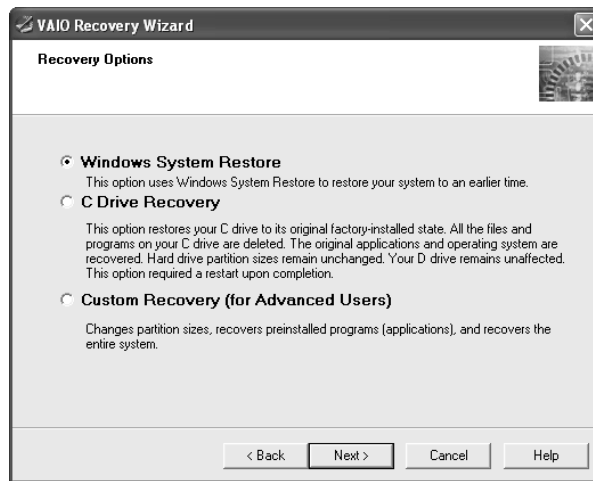 VAIO Recovery Wizard
Recovery Options
Windows System Restore
This option uses Windows System Restore to restore your system to an earlier time.
C Drive Recovery
This option restores your C drive to its original factory-installed state. All the files and
programs on your C drive are deleted. The original applications and operating system are
recovered. Hard drive partition sizes remain unchanged. Your D drive remains unaffected.
This option required a restart upon completion.
Custom Recovery (for Advanced Users)
Changes partition sizes, recovers preinstalled programs (applications), and recovers the
entire system.
< Back Next > Cancel Help